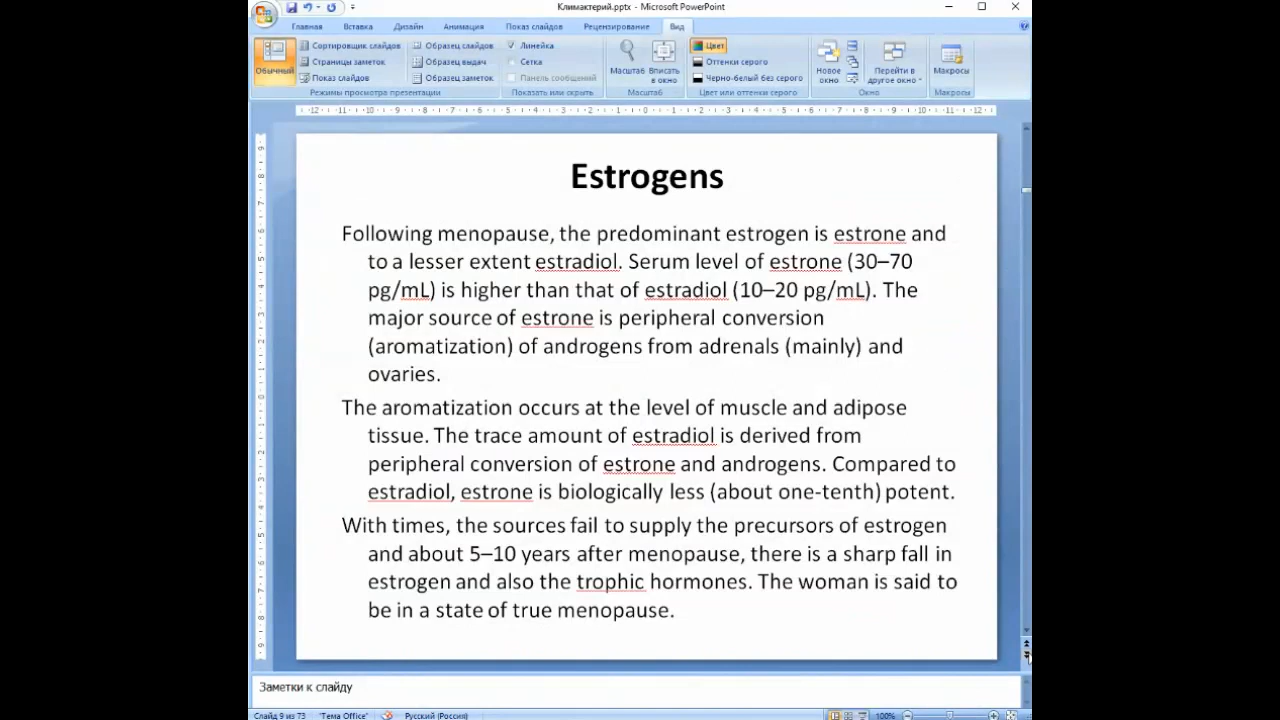 Климактерий.pptx - Microsoft PowerPoint
Главная Вставка Дизайн Анимация Показ слайдов Рецензирование Вид
Обычный
Сортировщик слайдов
Страницы заметок
Показ слайдов
Образец слайдов
Образец выдач
Образец заметок
Режимы просмотра презентации
Линейка
Сетка
Панель сообщений
Показать или скрыть
Масштаб
Вписать в окно
Масштаб
Цвет
Оттенки серого
Черно-белый без серого
Цвет или оттенки серого
Новое окно
Перейти в другое окно
Окно
Макросы
Макросы
Estrogens
Following menopause, the predominant estrogen is estrone and
to a lesser extent estradiol. Serum level of estrone (30–70
pg/mL) is higher than that of estradiol (10–20 pg/mL). The
major source of estrone is peripheral conversion
(aromatization) of androgens from adrenals (mainly) and
ovaries.
The aromatization occurs at the level of muscle and adipose
tissue. The trace amount of estradiol is derived from
peripheral conversion of estrone and androgens. Compared to
estradiol, estrone is biologically less (about one-tenth) potent.
With times, the sources fail to supply the precursors of estrogen
and about 5–10 years after menopause, there is a sharp fall in
estrogen and also the trophic hormones. The woman is said to
be in a state of true menopause.
Заметки к слайду
Слайд 9 из 73 "Тема Office" Русский (Россия) 100%